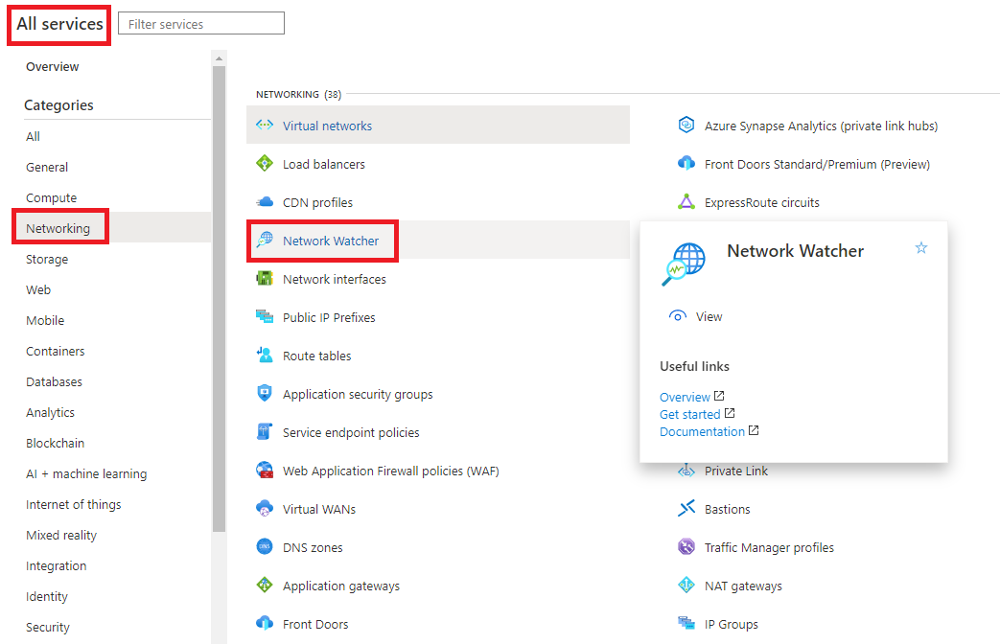 All services
Filter services
Overview
Categories
All
General
Compute
Networking
Storage
Web
Mobile
Containers
Databases
Analytics
Blockchain
AI + machine learning
Internet of things
Mixed reality
Integration
Identity
Security
NETWORKING (38)
Virtual networks
Load balancers
CDN profiles
Network Watcher
Network interfaces
Public IP Prefixes
Route tables
Application security groups
Service endpoint policies
Web Application Firewall policies (WAF)
Virtual WANs
DNS zones
Application gateways
Front Doors
Azure Synapse Analytics (private link hubs)
Front Doors Standard/Premium (Preview)
ExpressRoute circuits
Network Watcher
View
Useful links
Overview
Get started
Documentation
Private Link
Bastions
Traffic Manager profiles
NAT gateways
IP Groups